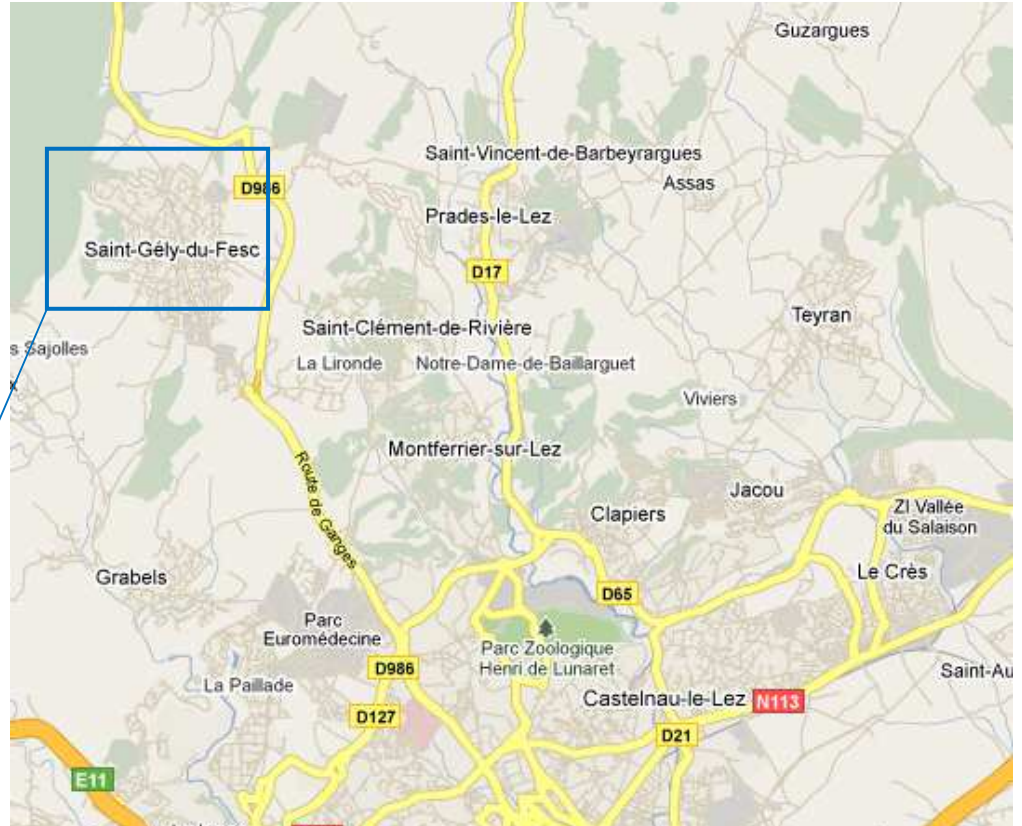 Guzargues
Saint-Vincent-de-Barbeyrargues
Assas
D986
Prades-le-Lez
Saint-Gély-du-Fesc
D17
Teyran
Saint-Clément-de-Rivière
s Sajolles
La Lironde
Notre-Dame-de-Baillarguet
x
Viviers
Montferrier-sur-Lez
Route de Ganges
Jacou
Clapiers
ZI Vallée
du Salaison
Grabels
Le Crès
D65
Parc
Euromédecine
Parc Zoologique
Henri de Lunaret
D986
Saint-Au
La Paillade
Castelnau-le-Lez
N113
D127
D21
E11